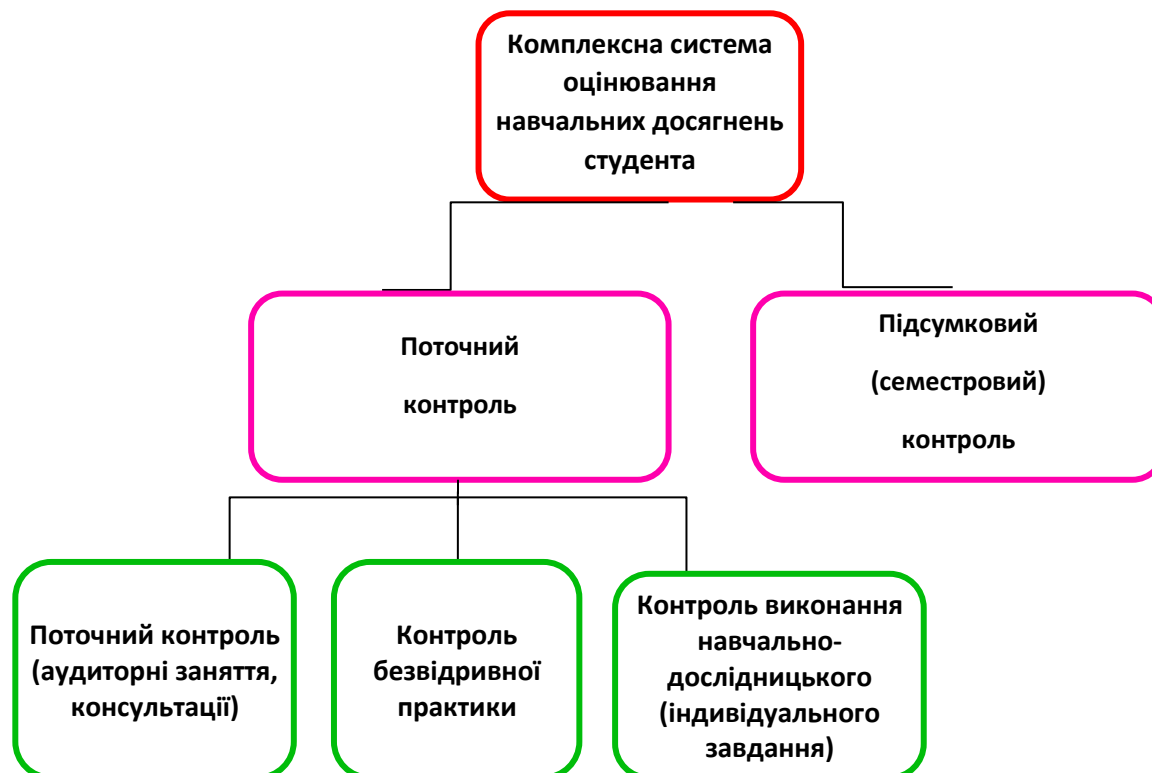 Комплексна система
оцінювання
навчальних досягнень
студента
Поточний
контроль
Підсумковий
(семестровий)
контроль
Поточний контроль
(аудиторні заняття,
консультації)
Контроль
безвідривної
практики
Контроль виконання
навчально-
дослідницького
(індивідуального
завдання)